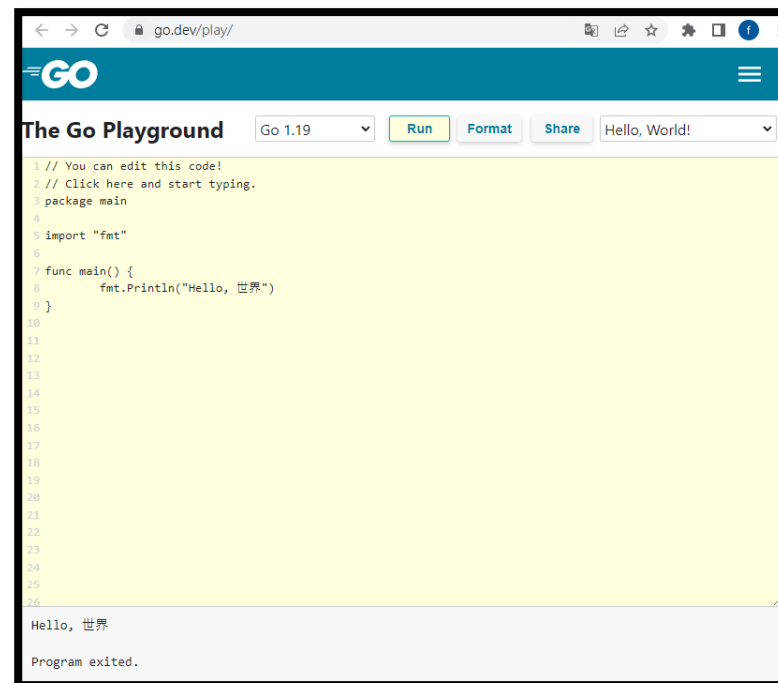 go.dev/play/
f
GO
The Go Playground Go 1.19 Run Format Share Hello, World!
1 // You can edit this code!
2 // Click here and start typing.
3 package main
4
5 import "fmt"
6
7 func main() {
8 fmt.Println("Hello, 世界")
9 }
10
11
12
13
14
15
16
17
18
19
20
21
22
23
24
25
26
Hello, 世界
Program exited.